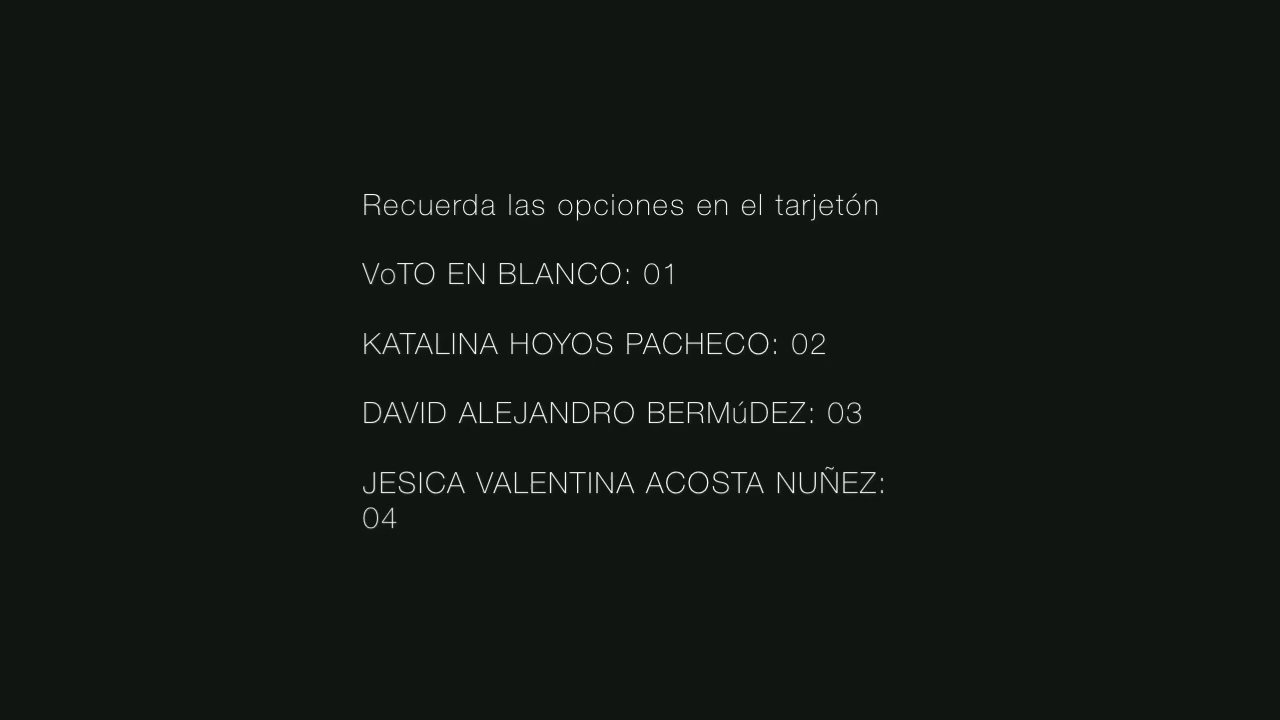 Recuerda las opciones en el tarjetón
VoTO EN BLANCO: 01
KATALINA HOYOS PACHECO: 02
DAVID ALEJANDRO BERMúDEZ: 03
JESICA VALENTINA ACOSTA NUÑEZ:
04